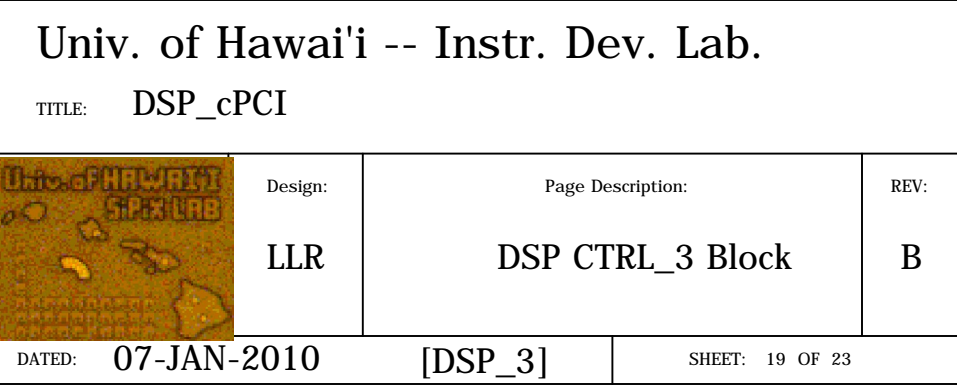 Univ. of Hawai'i -- Instr. Dev. Lab.
TITLE: DSP_cPCI
Univ. of HAWAI'I
S.PiX LAB
Design:
LLR
Page Description:
DSP CTRL_3 Block
REV:
B
DATED: 07-JAN-2010 [DSP_3] SHEET: 19 OF 23